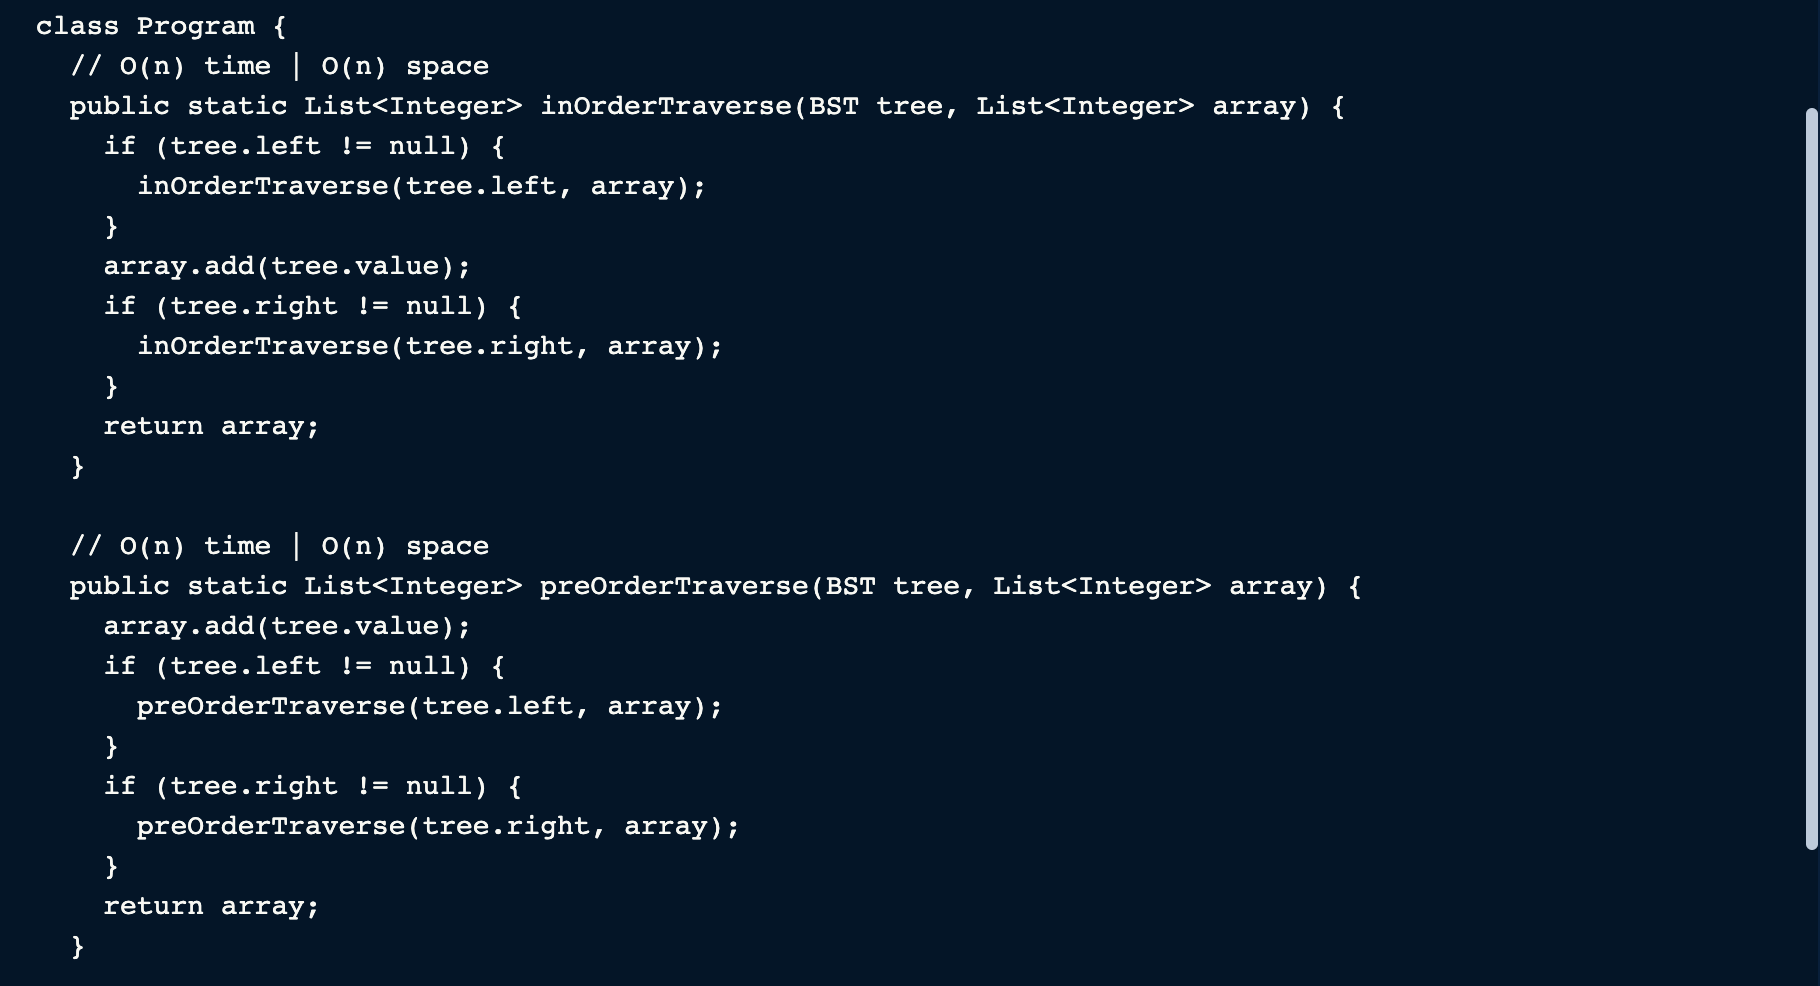 class Program {
  // O(n) time | O(n) space
  public static List<Integer> inOrderTraverse(BST tree, List<Integer> array) {
    if (tree.left != null) {
      inOrderTraverse(tree.left, array);
    }
    array.add(tree.value);
    if (tree.right != null) {
      inOrderTraverse(tree.right, array);
    }
    return array;
  }

  // O(n) time | O(n) space
  public static List<Integer> preOrderTraverse(BST tree, List<Integer> array) {
    array.add(tree.value);
    if (tree.left != null) {
      preOrderTraverse(tree.left, array);
    }
    if (tree.right != null) {
      preOrderTraverse(tree.right, array);
    }
    return array;
  }